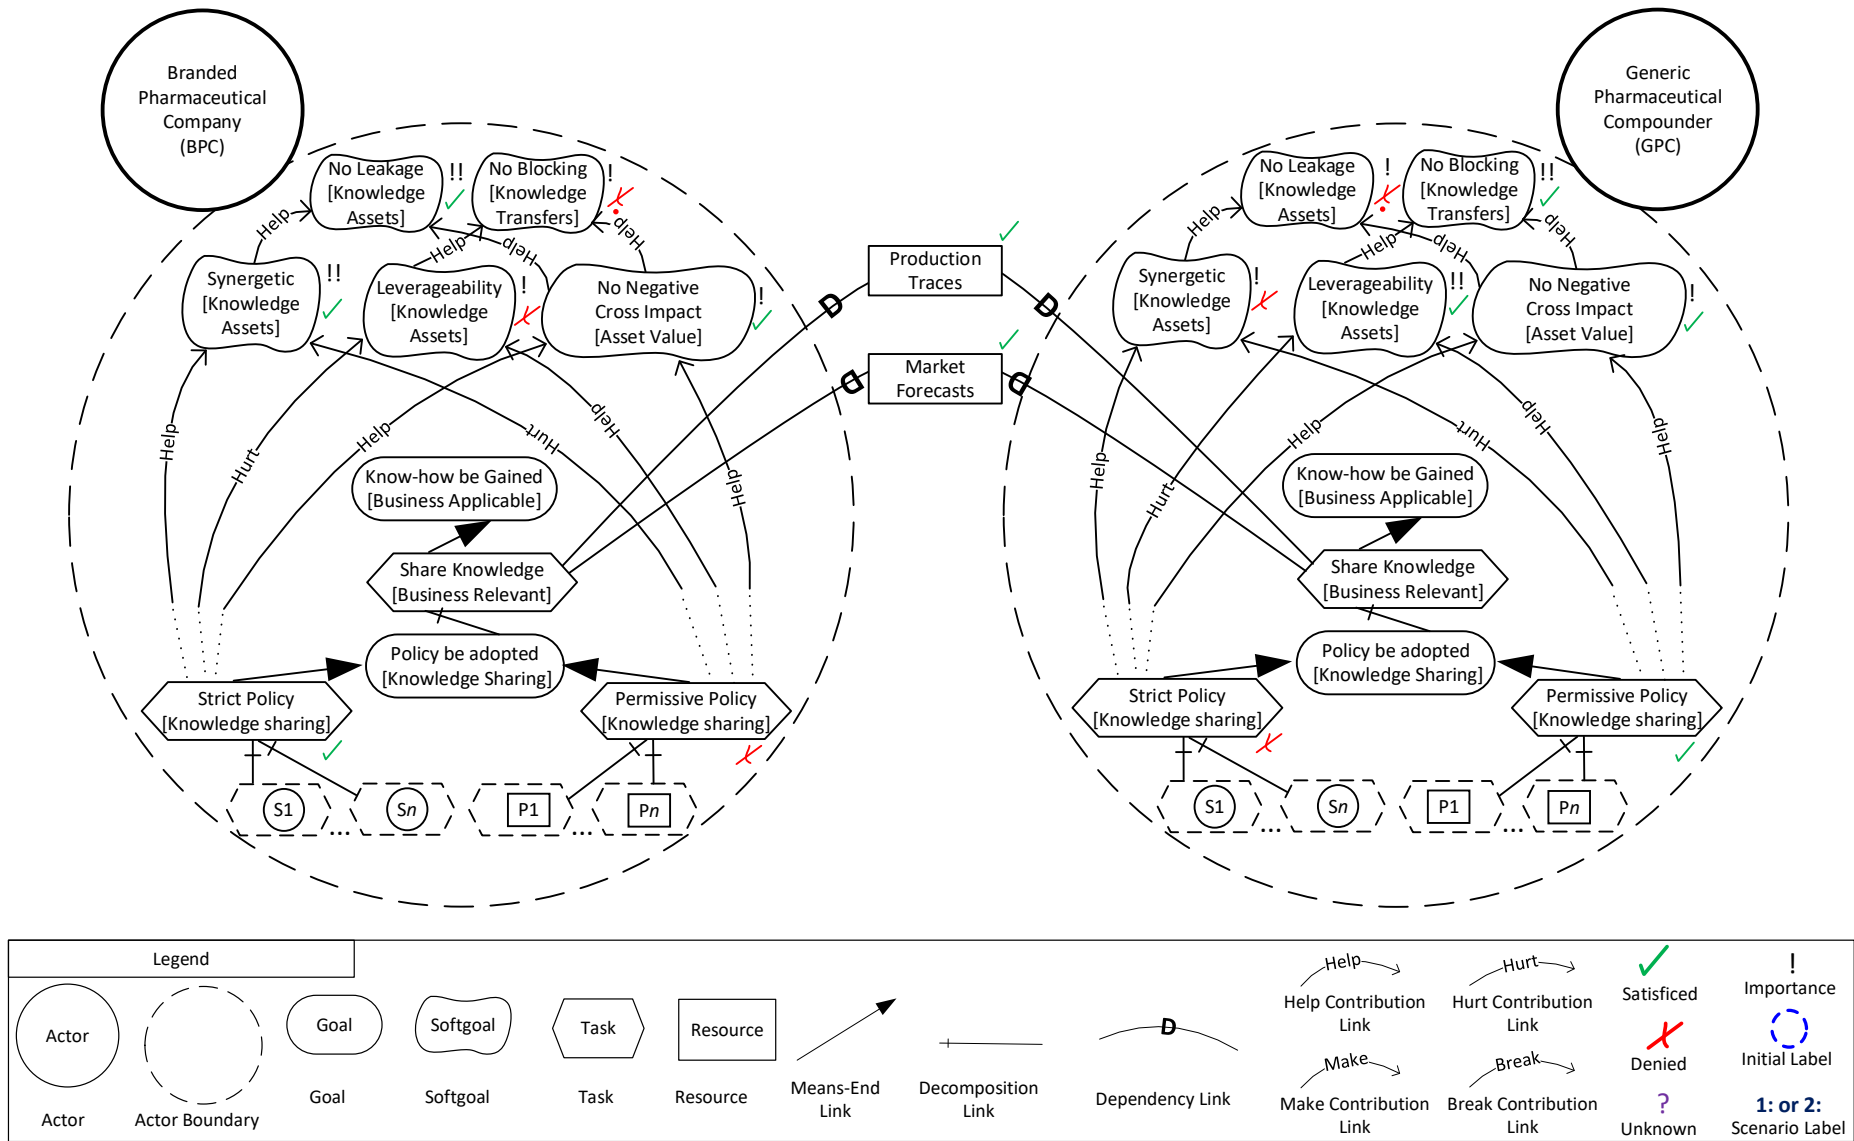 Branded
Pharmaceutical
Company
(BPC)
Generic
Pharmaceutical
Compounder
(GPC)
No Leakage
[Knowledge
Assets]
!!
No Blocking
[Knowledge
Transfers]
!
Help
Help
Help
Help
Synergetic
[Knowledge
Assets]
!!
Leverageability
[Knowledge
Assets]
!
No Negative
Cross Impact
[Asset Value]
!
Help
Hurt
Help
Hurt
Help
Help
Know-how be Gained
[Business Applicable]
Share Knowledge
[Business Relevant]
Policy be adopted
[Knowledge Sharing]
Strict Policy
[Knowledge sharing]
Permissive Policy
[Knowledge sharing]
S1
...
Sn
P1
...
Pn
Production
Traces
D
D
Market
Forecasts
D
D
No Leakage
[Knowledge
Assets]
!
No Blocking
[Knowledge
Transfers]
!!
Help
Help
Help
Help
Synergetic
[Knowledge
Assets]
!
Leverageability
[Knowledge
Assets]
!!
No Negative
Cross Impact
[Asset Value]
!
Help
Hurt
Help
Hurt
Help
Help
Know-how be Gained
[Business Applicable]
Share Knowledge
[Business Relevant]
Policy be adopted
[Knowledge Sharing]
Strict Policy
[Knowledge sharing]
Permissive Policy
[Knowledge sharing]
S1
...
Sn
P1
...
Pn
Legend
Actor
Actor
Actor Boundary
Goal
Goal
Softgoal
Softgoal
Task
Task
Resource
Resource
Means-End
Link
Decomposition
Link
D
Dependency Link
Help
Help Contribution
Link
Hurt
Hurt Contribution
Link
Make
Make Contribution
Link
Break
Break Contribution
Link
Satisficed
Denied
?
Unknown
!
Importance
Initial Label
1: or 2:
Scenario Label